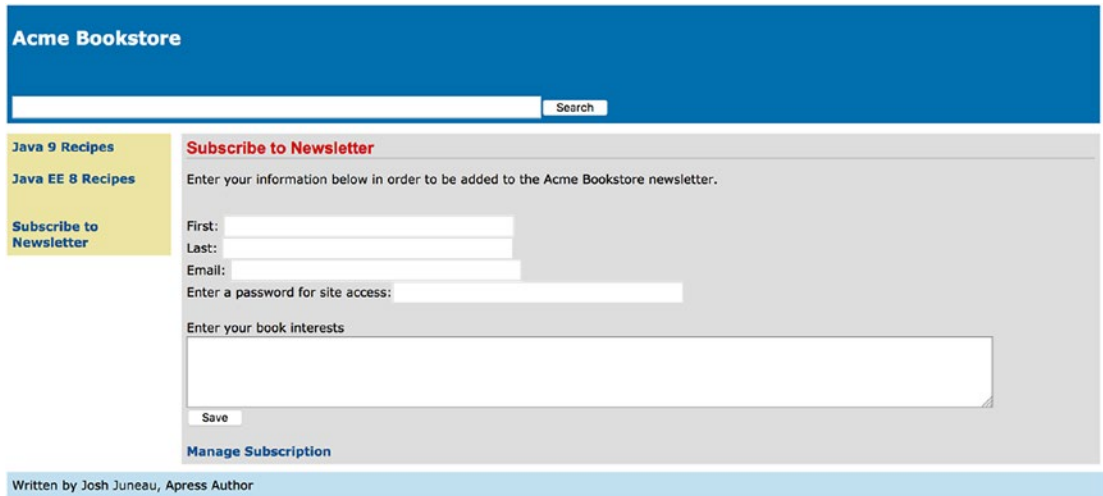 Acme Bookstore
Search
Java 9 Recipes
Java EE 8 Recipes
Subscribe to
Newsletter
Subscribe to Newsletter
Enter your information below in order to be added to the Acme Bookstore newsletter.
First:
Last:
Email:
Enter a password for site access:
Enter your book interests
Save
Manage Subscription
Written by Josh Juneau, Apress Author